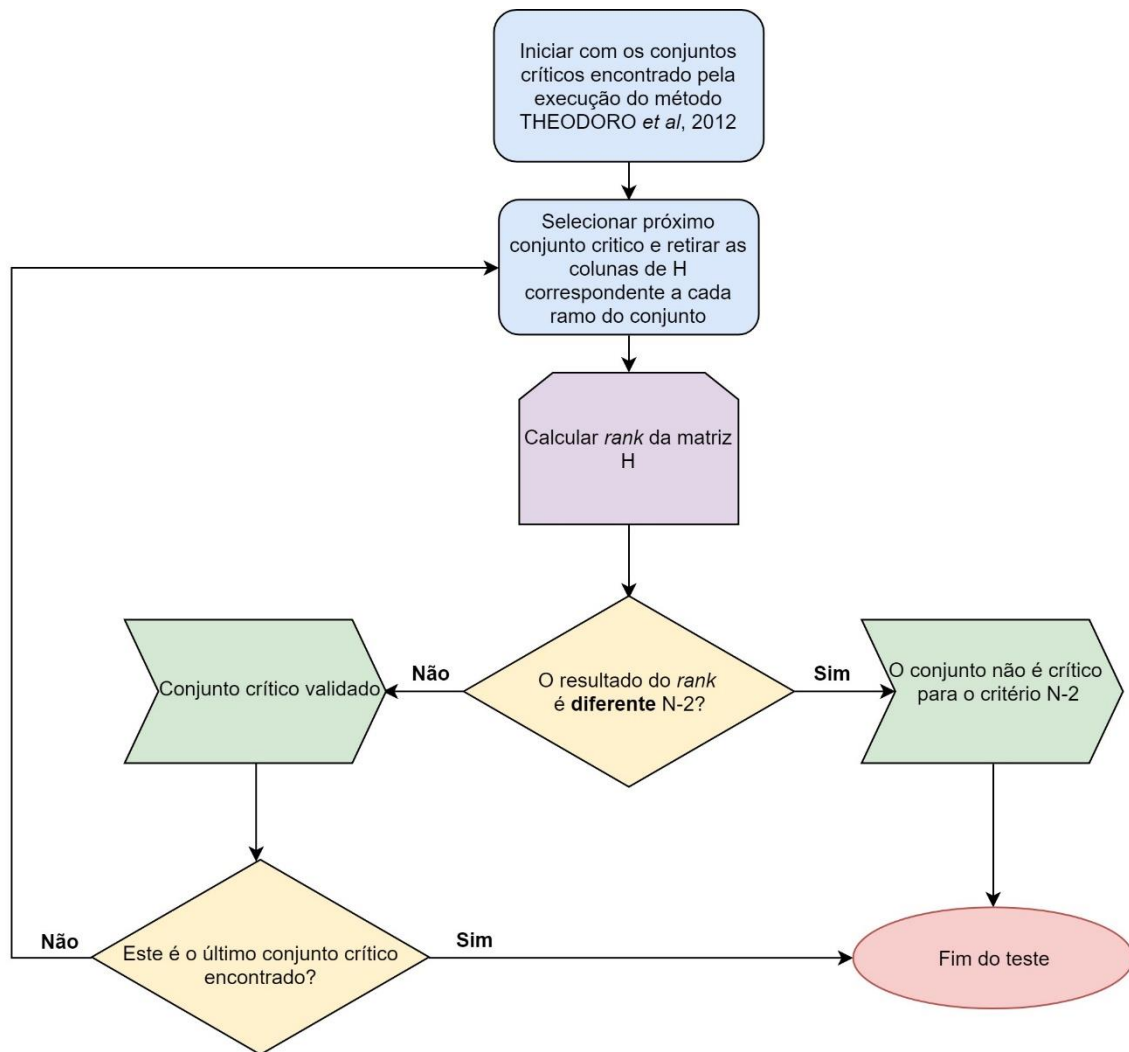 Iniciar com os conjuntos
críticos encontrado pela
execução do método
THEODORO et al, 2012
Selecionar próximo
conjunto critico e retirar as
colunas de H
correspondente a cada
ramo do conjunto
Calcular rank da matriz
H
O resultado do rank
é diferente N-2?
Não
Sim
Conjunto crítico validado
O conjunto não é crítico
para o critério N-2
Este é o último conjunto crítico
encontrado?
Não
Sim
Fim do teste